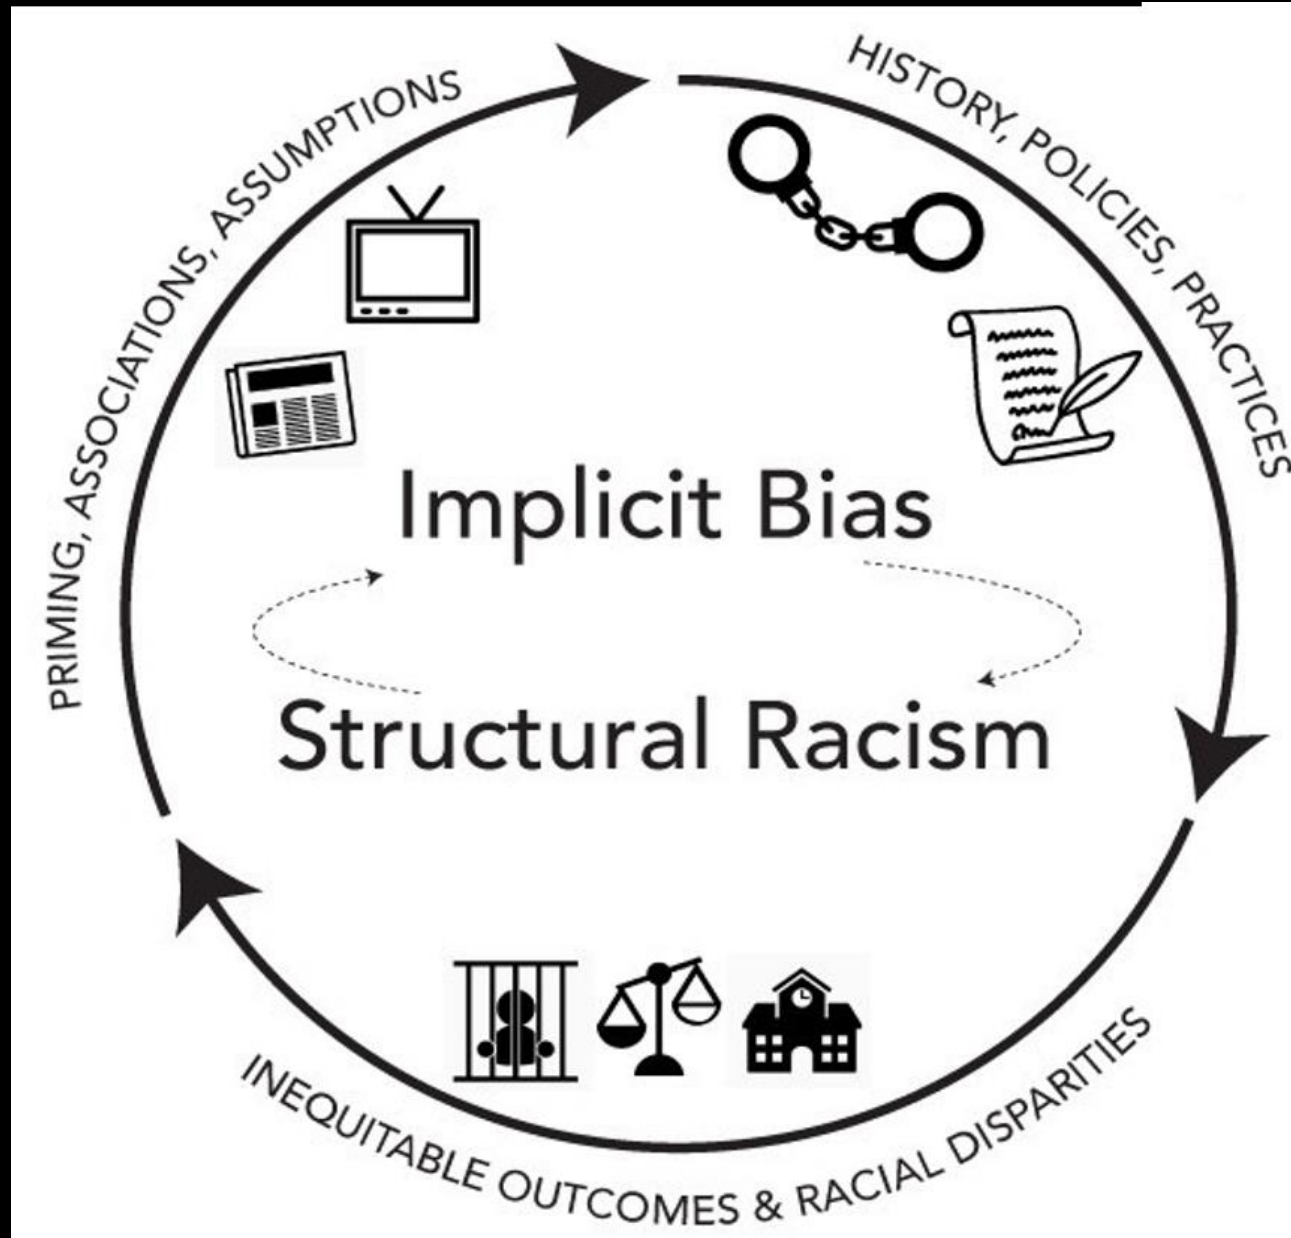 PRIMING, ASSOCIATIONS, ASSUMPTIONS
HISTORY, POLICIES, PRACTICES
Implicit Bias
Structural Racism
INEQUITABLE OUTCOMES & RACIAL DISPARITIES